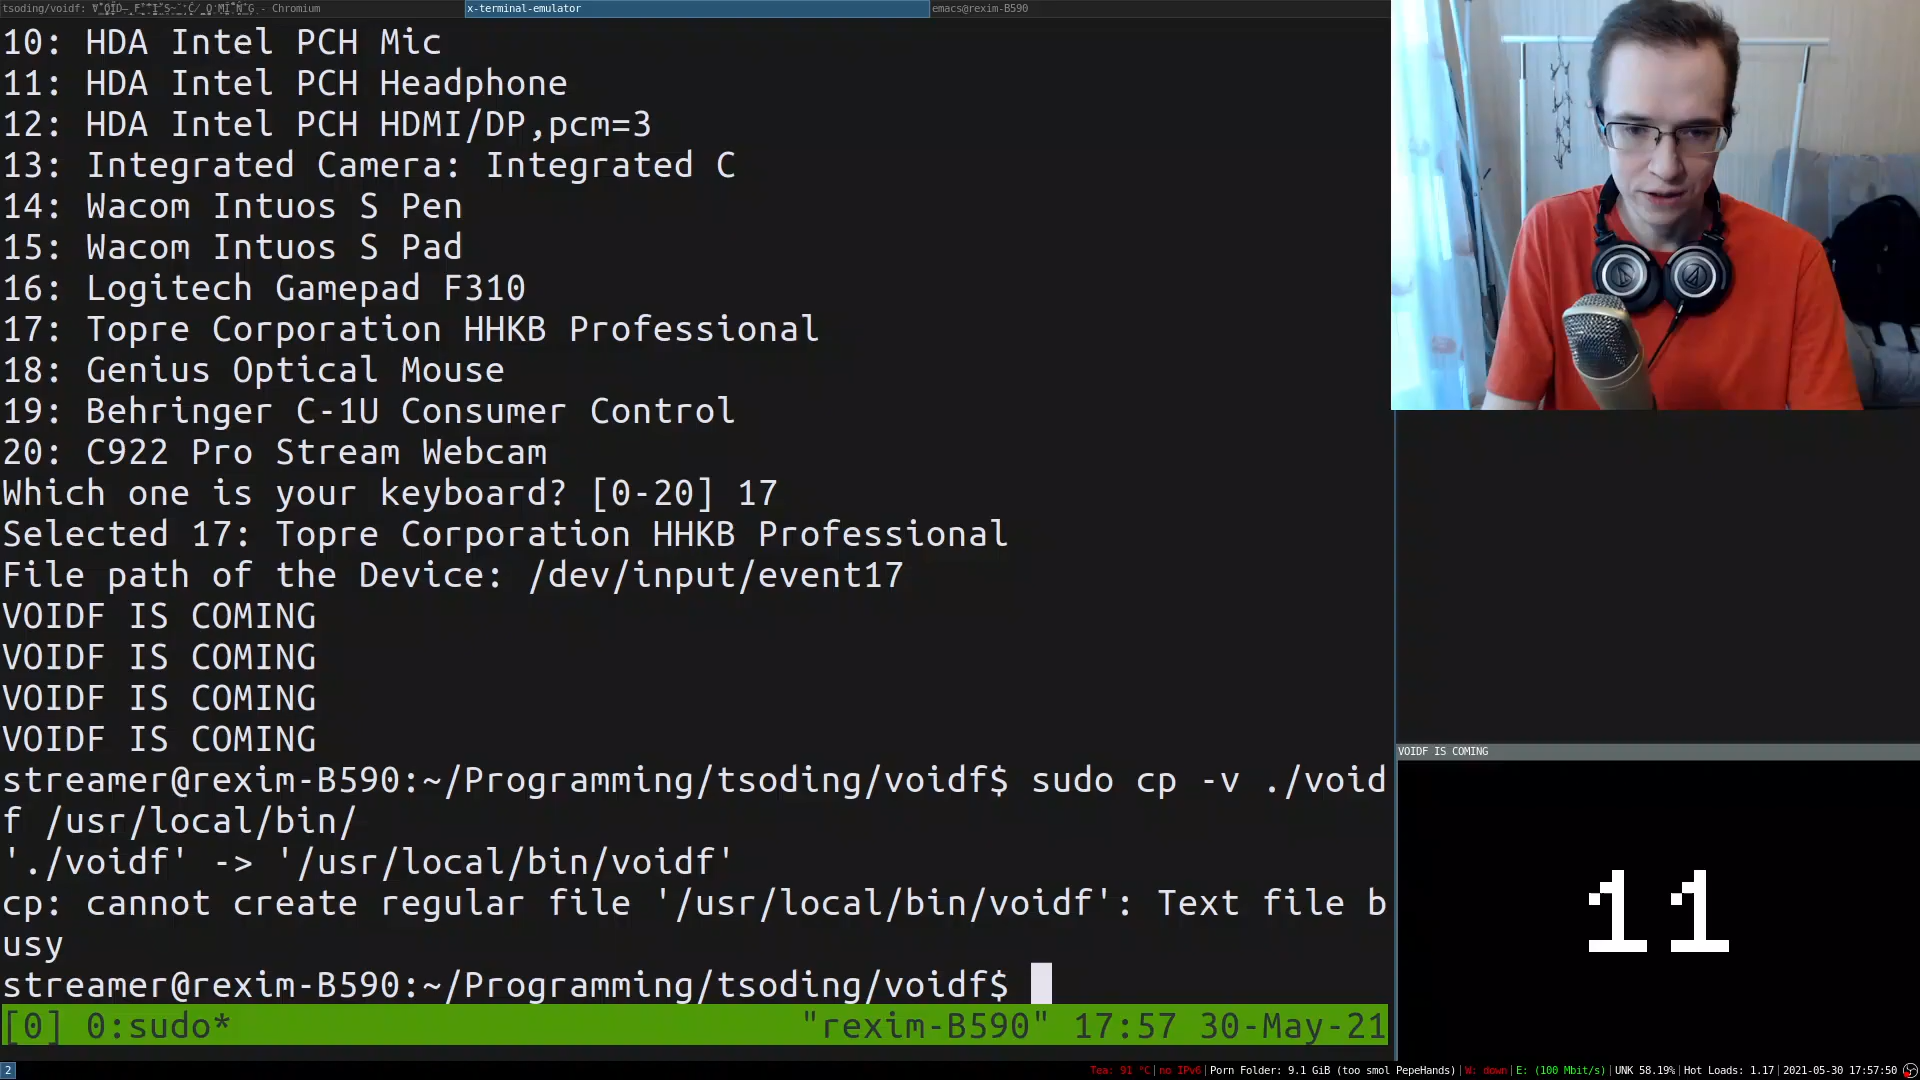 tsoding/voidf: - Chromium
x-terminal-emulator
emacs@rexim-B590
10: HDA Intel PCH Mic
11: HDA Intel PCH Headphone
12: HDA Intel PCH HDMI/DP,pcm=3
13: Integrated Camera: Integrated C
14: Wacom Intuos S Pen
15: Wacom Intuos S Pad
16: Logitech Gamepad F310
17: Topre Corporation HHKB Professional
18: Genius Optical Mouse
19: Behringer C-1U Consumer Control
20: C922 Pro Stream Webcam
Which one is your keyboard? [0-20] 17
Selected 17: Topre Corporation HHKB Professional
File path of the Device: /dev/input/event17
VOIDF IS COMING
VOIDF IS COMING
VOIDF IS COMING
VOIDF IS COMING
streamer@rexim-B590:~/Programming/tsoding/voidf$ sudo cp -v ./void
f /usr/local/bin/
'./voidf' -> '/usr/local/bin/voidf'
cp: cannot create regular file '/usr/local/bin/voidf': Text file b
usy
streamer@rexim-B590:~/Programming/tsoding/voidf$
[0] 0:sudo* "rexim-B590" 17:57 30-May-21
VOIDF IS COMING
11
2
Tea: 91 °C|no IPv6|Porn Folder: 9.1 GiB (too smol PepeHands)|W: down|E: (100 Mbit/s)|UNK 58.19%|Hot Loads: 1.17|2021-05-30 17:57:50